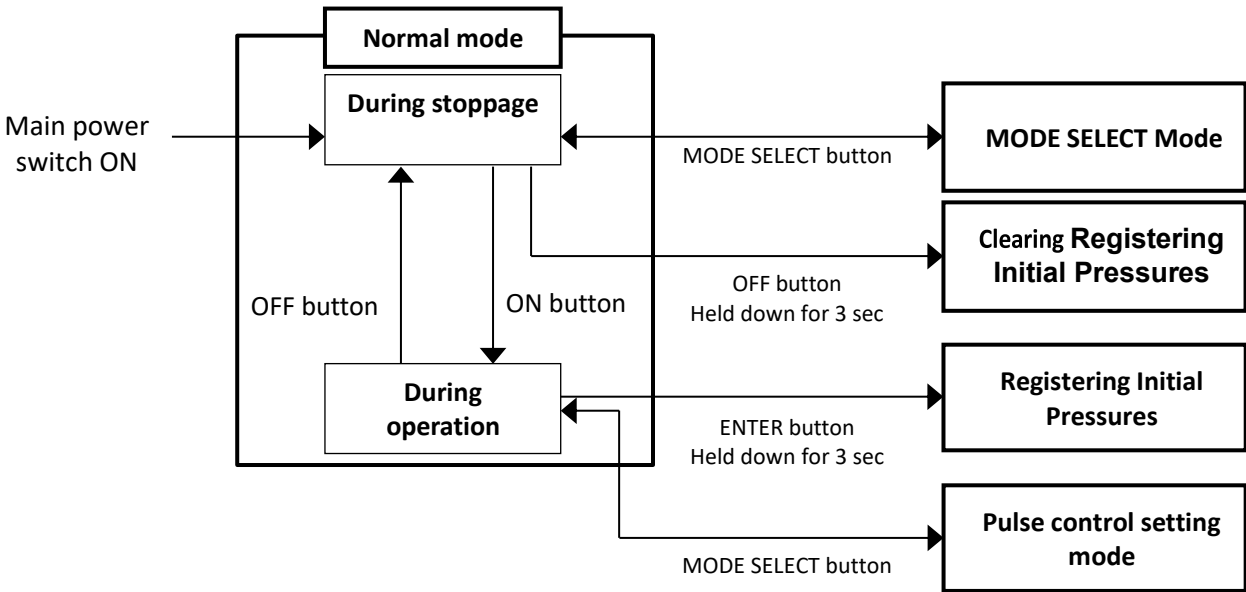 Normal mode
During stoppage
Main power
switch ON
MODE SELECT button
MODE SELECT Mode
Clearing Registering
Initial Pressures
OFF button
Held down for 3 sec
OFF button
ON button
During
operation
Registering Initial
Pressures
ENTER button
Held down for 3 sec
Pulse control setting
mode
MODE SELECT button